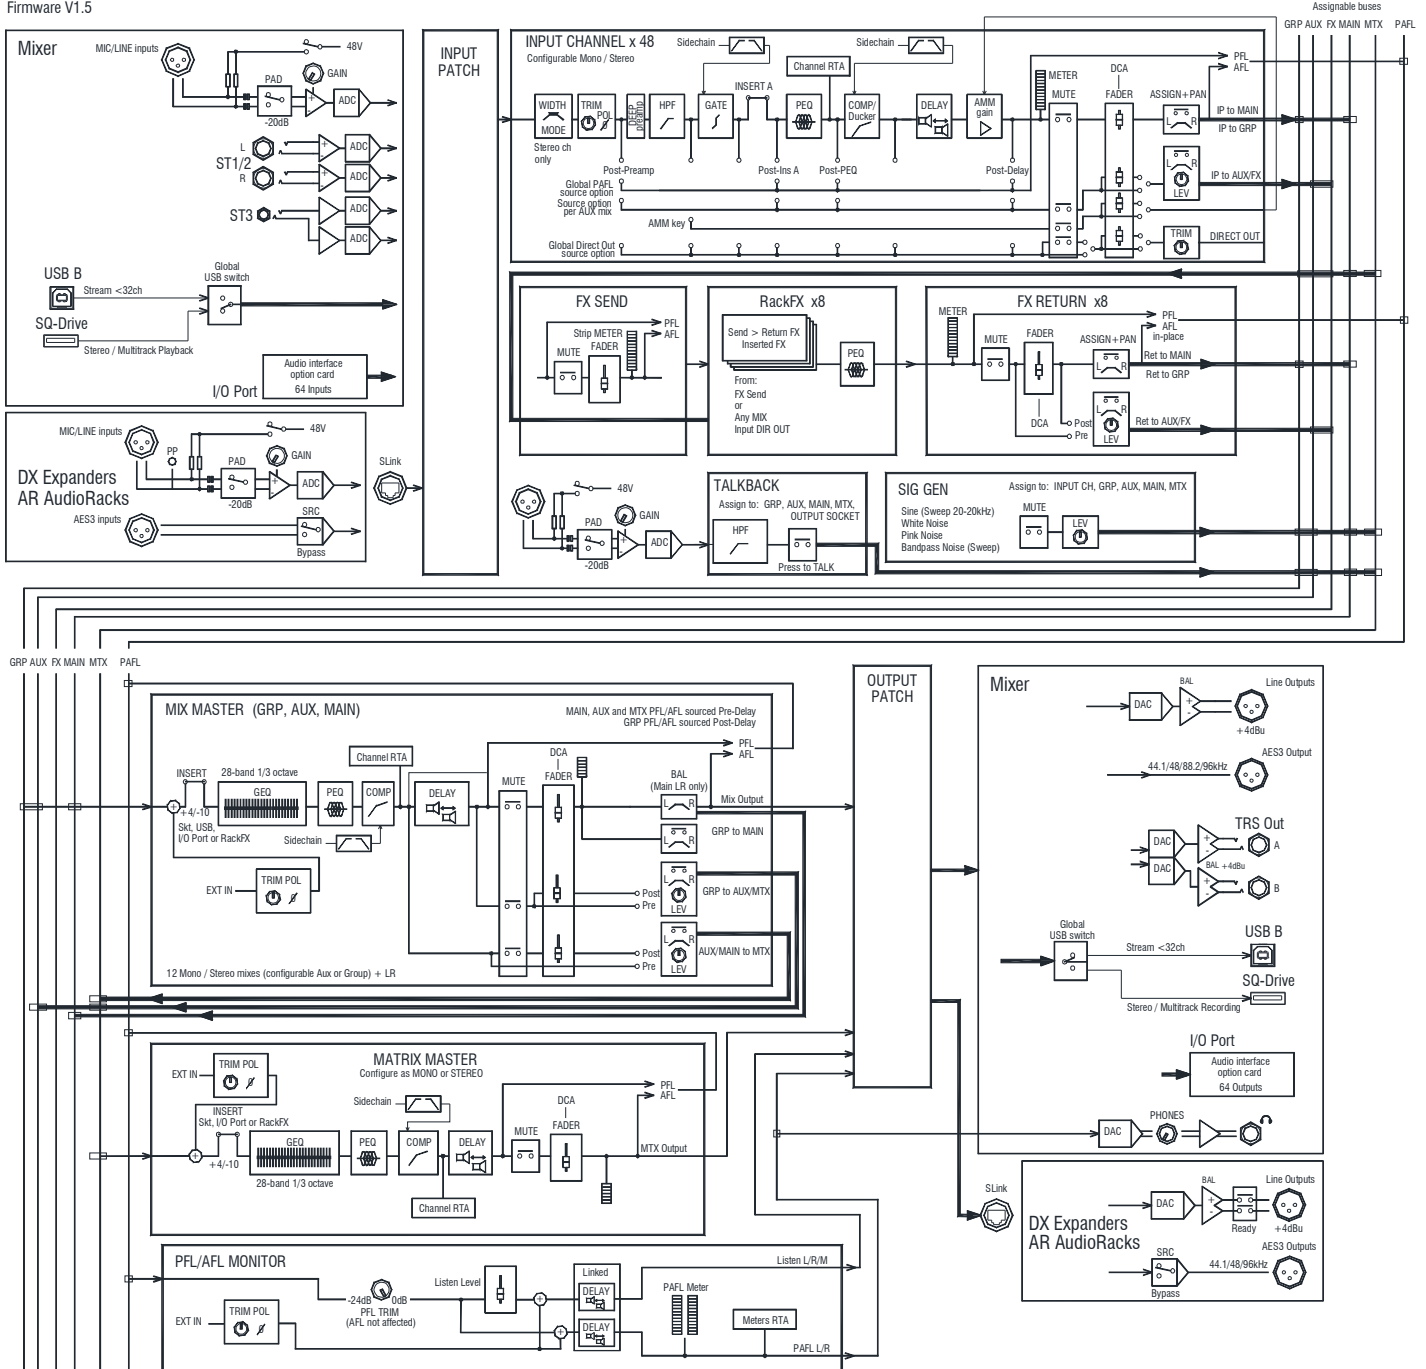 Firmware V1.5
Assignable buses
GRP AUX FX MAIN MTX PAFL
Mixer
MIC/LINE inputs
48V
PAD
GAIN
-20dB
ADC
L
ST1/2
R
ADC
ADC
ST3
ADC
ADC
USB B
Stream <32ch
Global
USB switch
SQ-Drive
Stereo / Multitrack Playback
I/O Port
Audio interface
option card
64 Inputs
MIC/LINE inputs
PP
48V
PAD
GAIN
-20dB
ADC
DX Expanders
AR AudioRacks
AES3 inputs
SRC
Bypass
SLink
INPUT
PATCH
INPUT CHANNEL x 48
Configurable Mono / Stereo
Sidechain
Sidechain
Channel RTA
WIDTH
MODE
Stereo ch
only
TRIM
POL
DEEP
preamp
HPF
GATE
INSERT A
PEQ
COMP/
Ducker
DELAY
AMM
gain
METER
MUTE
DCA
FADER
ASSIGN+PAN
L R
PFL
AFL
IP to MAIN
IP to GRP
L R
LEV
IP to AUX/FX
TRIM
DIRECT OUT
Post-Preamp
Post-Ins A
Post-PEQ
Post-Delay
Global PAFL
source option
Source option
per AUX mix
AMM key
Global Direct Out
source option
FX SEND
PFL
AFL
Strip METER
FADER
MUTE
RackFX x8
Send > Return FX
Inserted FX
PEQ
From:
FX Send
or
Any MIX
Input DIR OUT
FX RETURN x8
METER
MUTE
FADER
DCA
ASSIGN+PAN
L R
PFL
AFL
in-place
Ret to MAIN
Ret to GRP
L R
LEV
Ret to AUX/FX
Post
Pre
48V
PAD
GAIN
-20dB
ADC
TALKBACK
Assign to: GRP, AUX, MAIN, MTX,
OUTPUT SOCKET
HPF
Press to TALK
SIG GEN
Assign to: INPUT CH, GRP, AUX, MAIN, MTX
Sine (Sweep 20-20kHz)
White Noise
Pink Noise
Bandpass Noise (Sweep)
MUTE
LEV
GRP AUX FX MAIN MTX PAFL
MIX MASTER (GRP, AUX, MAIN)
MAIN, AUX and MTX PFL/AFL sourced Pre-Delay
GRP PFL/AFL sourced Post-Delay
PFL
AFL
Channel RTA
INSERT
+4/-10
Skt, USB,
I/O Port or RackFX
28-band 1/3 octave
GEQ
PEQ
COMP
Sidechain
DELAY
MUTE
DCA
FADER
BAL
(Main LR only)
L R
Mix Output
L R
GRP to MAIN
L R
LEV
Post
Pre
GRP to AUX/MTX
L R
LEV
Post
Pre
AUX/MAIN to MTX
EXT IN
TRIM POL
12 Mono / Stereo mixes (configurable Aux or Group) + LR
MATRIX MASTER
Configure as MONO or STEREO
EXT IN
TRIM POL
INSERT
Skt, I/O Port or RackFX
+4/-10
GEQ
28-band 1/3 octave
PEQ
Sidechain
COMP
Channel RTA
DELAY
MUTE
DCA
FADER
PFL
AFL
MTX Output
PFL/AFL MONITOR
-24dB 0dB
PFL TRIM
(AFL not affected)
EXT IN
TRIM POL
Listen Level
Linked
DELAY
DELAY
PAFL Meter
Meters RTA
Listen L/R/M
PAFL L/R
OUTPUT
PATCH
Mixer
DAC
BAL
Line Outputs
+4dBu
44.1/48/88.2/96kHz
AES3 Output
DAC
DAC
BAL +4dBu
TRS Out
A
B
Global
USB switch
Stream <32ch
USB B
SQ-Drive
Stereo / Multitrack Recording
I/O Port
Audio interface
option card
64 Outputs
DAC
PHONES
SLink
DX Expanders
AR AudioRacks
DAC
BAL
Ready
Line Outputs
+4dBu
SRC
Bypass
44.1/48/96kHz
AES3 Outputs